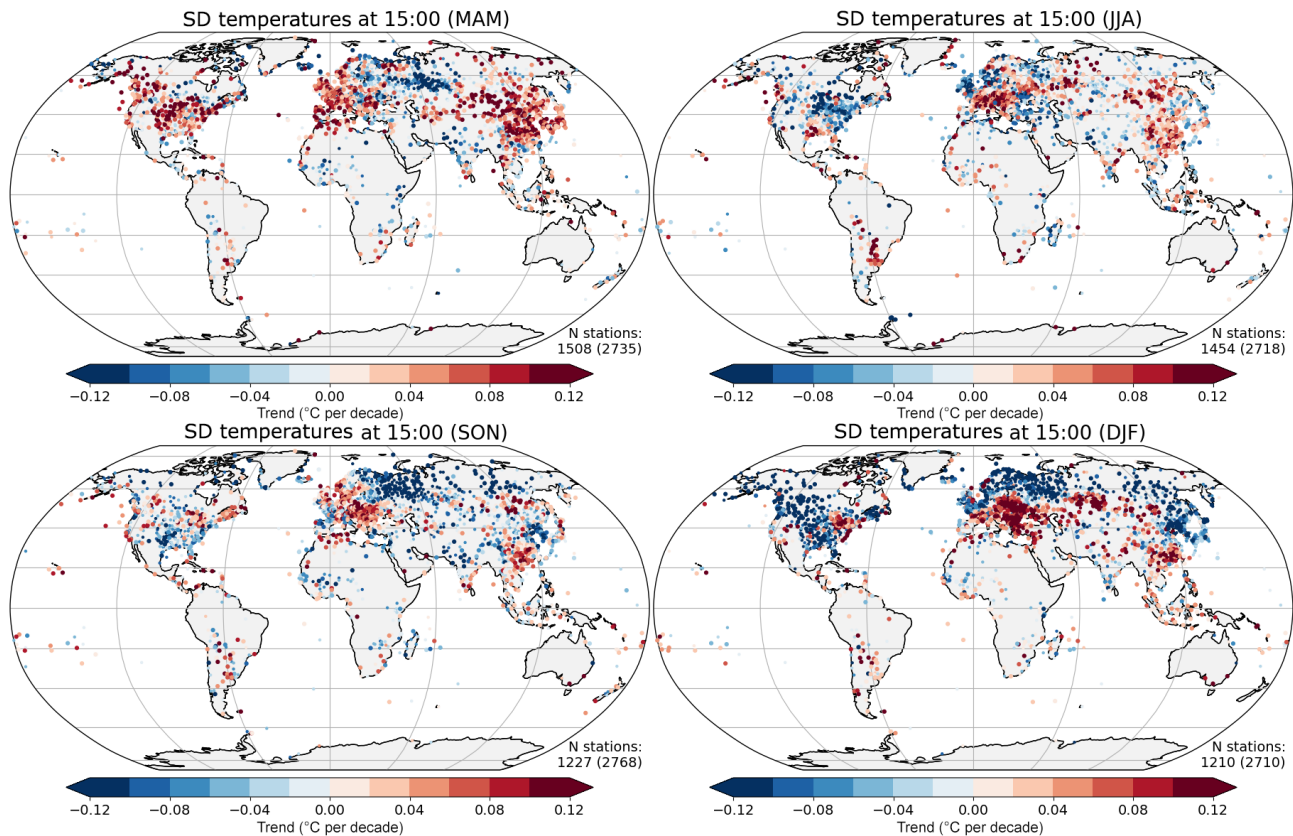 SD temperatures at 15:00 (MAM)
N stations:
1508 (2735)
−0.12 −0.08 −0.04 0.00 0.04 0.08 0.12
Trend (°C per decade)
SD temperatures at 15:00 (JJA)
N stations:
1454 (2718)
−0.12 −0.08 −0.04 0.00 0.04 0.08 0.12
Trend (°C per decade)
SD temperatures at 15:00 (SON)
N stations:
1227 (2768)
−0.12 −0.08 −0.04 0.00 0.04 0.08 0.12
Trend (°C per decade)
SD temperatures at 15:00 (DJF)
N stations:
1210 (2710)
−0.12 −0.08 −0.04 0.00 0.04 0.08 0.12
Trend (°C per decade)